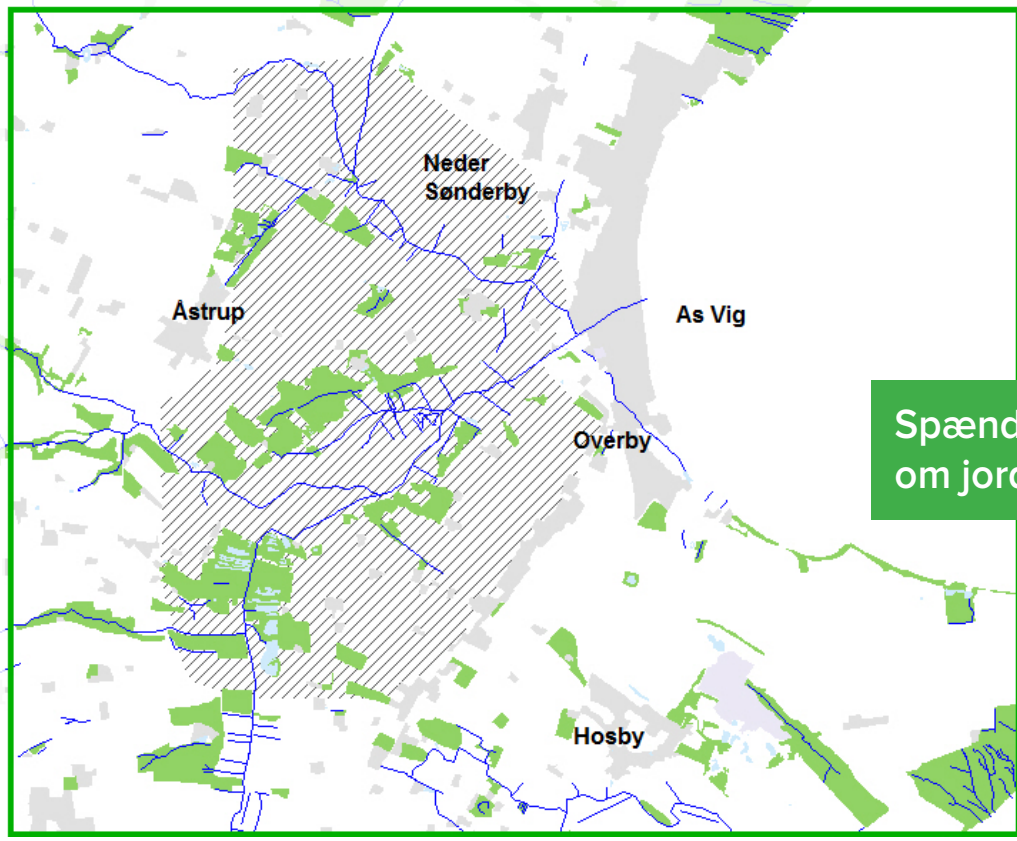 Neder
Sønderby
Åstrup
As Vig
Overby
Spænd
om jord
Hosby